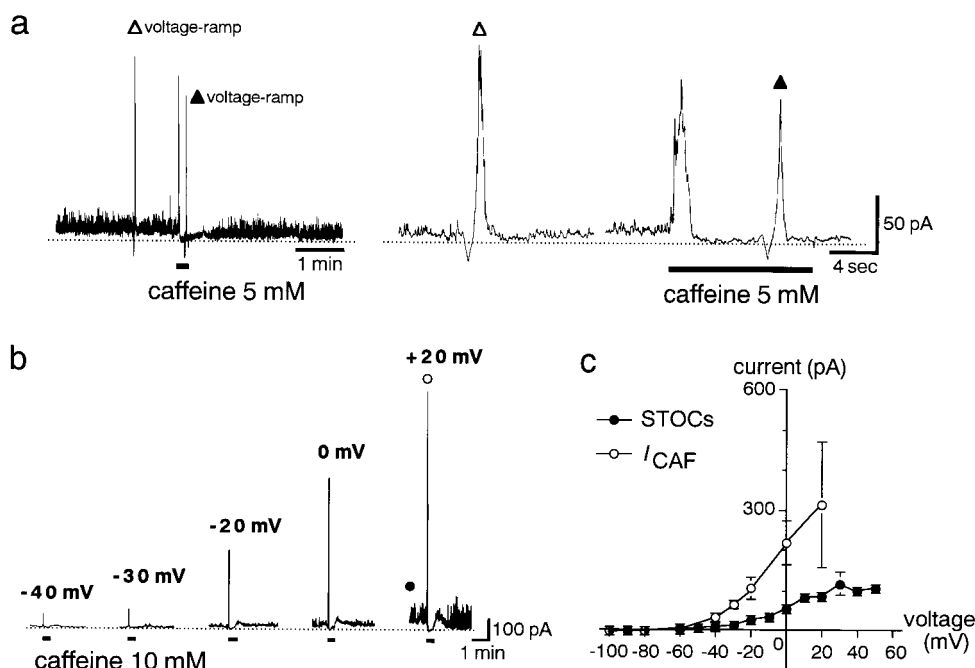 a
△ voltage-ramp
▲ voltage-ramp
1 min
caffeine 5 mM
△
▲
50 pA
4 sec
caffeine 5 mM
b
-40 mV
-30 mV
-20 mV
0 mV
+20 mV
○
●
100 pA
1 min
caffeine 10 mM
c
current (pA)
600
300
STOCs
I CAF
voltage
(mV)
-100 -80 -60 -40 -20 0 20 40 60